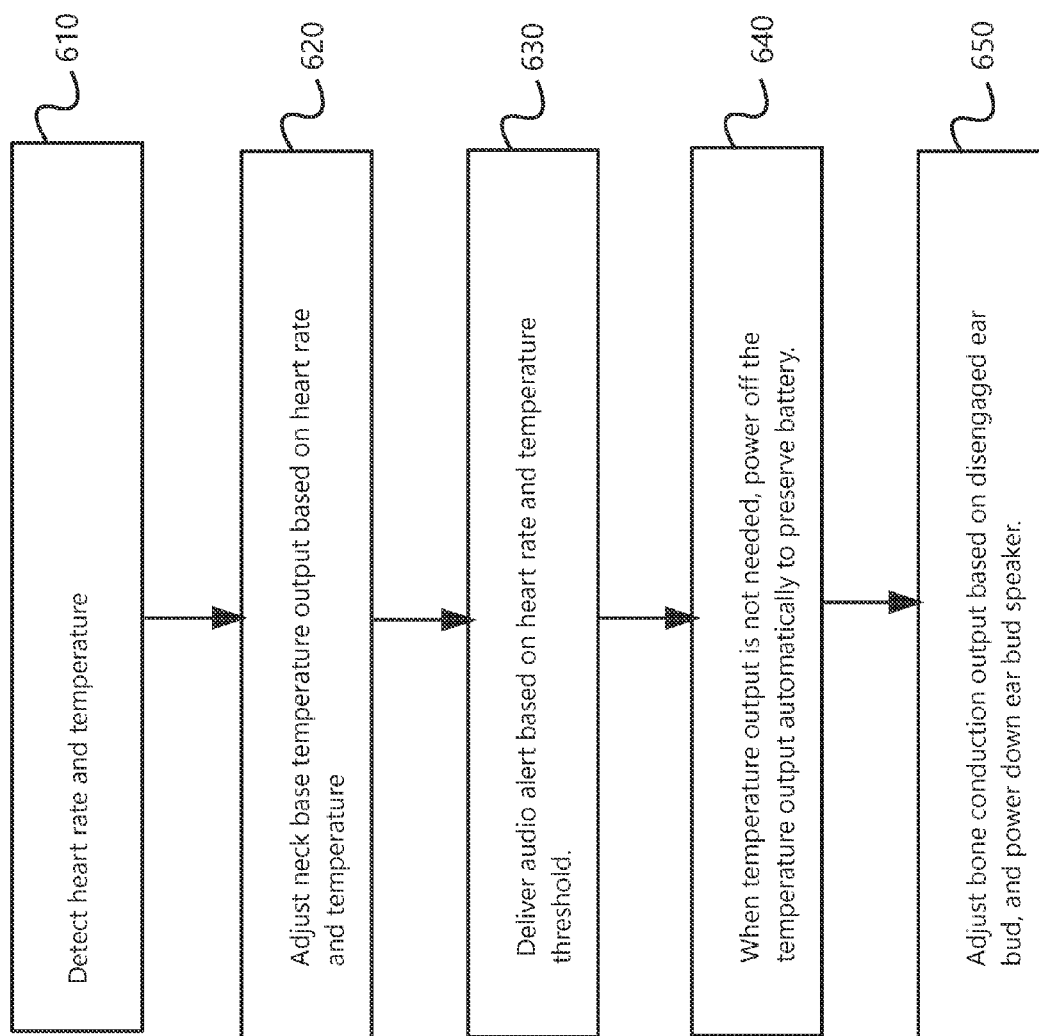 Detect heart rate and temperature
610
Adjust neck base temperature output based on heart rate
and temperature
620
Deliver audio alert based on heart rate and temperature
threshold.
630
When temperature output is not needed, power off the
temperature output automatically to preserve battery.
640
Adjust bone conduction output based on disengaged ear
bud, and power down ear bud speaker.
650